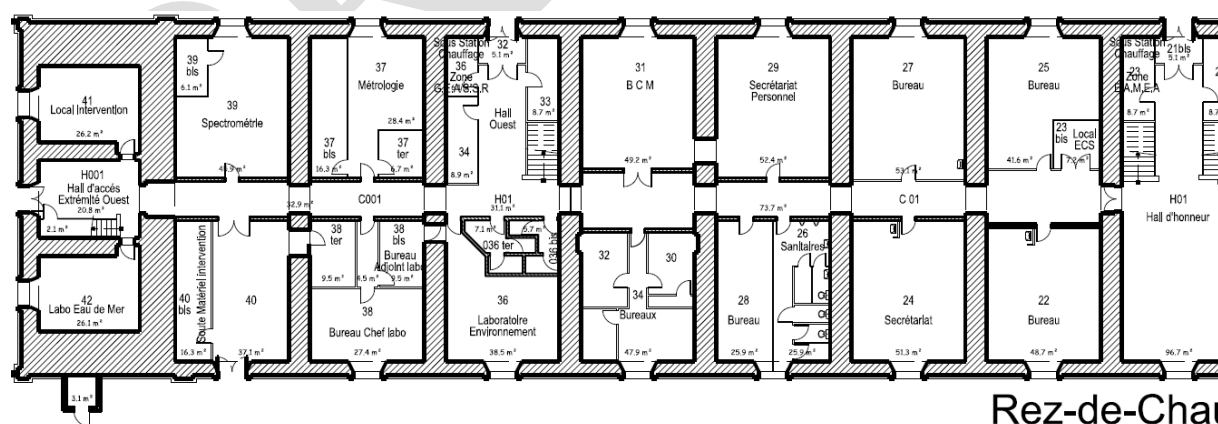 41
Local Intervention
26.2 m²
H001
Hall d'accés
Extrémité Ouest
20.8 m²
2.1 m²
42
Labo Eau de Mer
26.1 m²
3.1 m²
39
bls
6.1 m²
39
Spectrométrie
32.9 m²
40
bls
Soute Matériel intervention
16.3 m²
40
37.1 m²
37
Métrologie
28.4 m²
37
bls
16.3 m²
37
ter
6.7 m²
C001
38
ter
9.5 m²
38
bls
Bureau
Adjoint labo
9.5 m²
4.5 m²
38
Bureau Chef labo
27.4 m²
Sous Station
Chauffage
32
5.1 m²
36
Zone
Hall
Ouest
33
8.7 m²
34
8.9 m²
H01
31.1 m²
7.1 m²
5.7 m²
036 ter
036 bis
36
Laboratoire
Environnement
38.5 m²
31
B C M
49.2 m²
32
30
34
Bureaux
47.9 m²
29
Secrétariat
Personnel
52.4 m²
73.7 m²
28
Bureau
25.9 m²
26
Sanitaires
25.9 m²
27
Bureau
53.1 m²
C 01
24
Secrétariat
51.3 m²
25
Bureau
41.6 m²
23
bis
Local
ECS
7.2 m²
22
Bureau
48.7 m²
Sous Station
Chauffage
21bls
5.1 m²
23
Zone
D.A.M.E.A
8.7 m²
8.7
H01
Hall d'honneur
96.7 m²
Rez-de-Chau